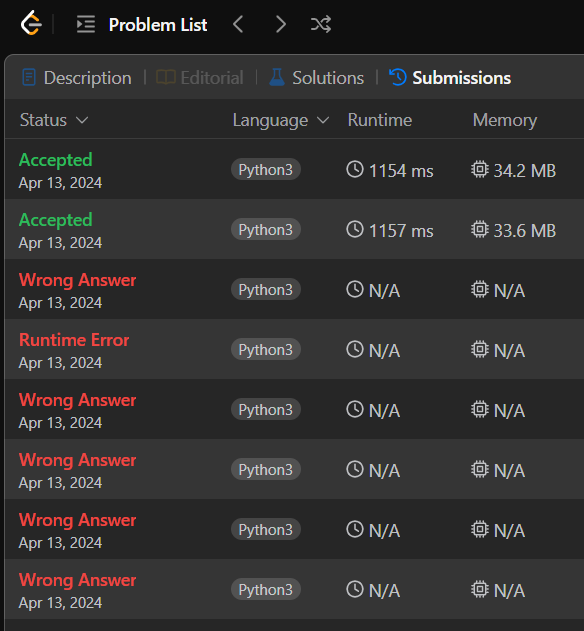 Problem List
Description | Editorial | Solutions | Submissions
Status Language Runtime Memory
Accepted
Apr 13, 2024
Python3
1154 ms
34.2 MB
Accepted
Apr 13, 2024
Python3
1157 ms
33.6 MB
Wrong Answer
Apr 13, 2024
Python3
N/A
N/A
Runtime Error
Apr 13, 2024
Python3
N/A
N/A
Wrong Answer
Apr 13, 2024
Python3
N/A
N/A
Wrong Answer
Apr 13, 2024
Python3
N/A
N/A
Wrong Answer
Apr 13, 2024
Python3
N/A
N/A
Wrong Answer
Apr 13, 2024
Python3
N/A
N/A